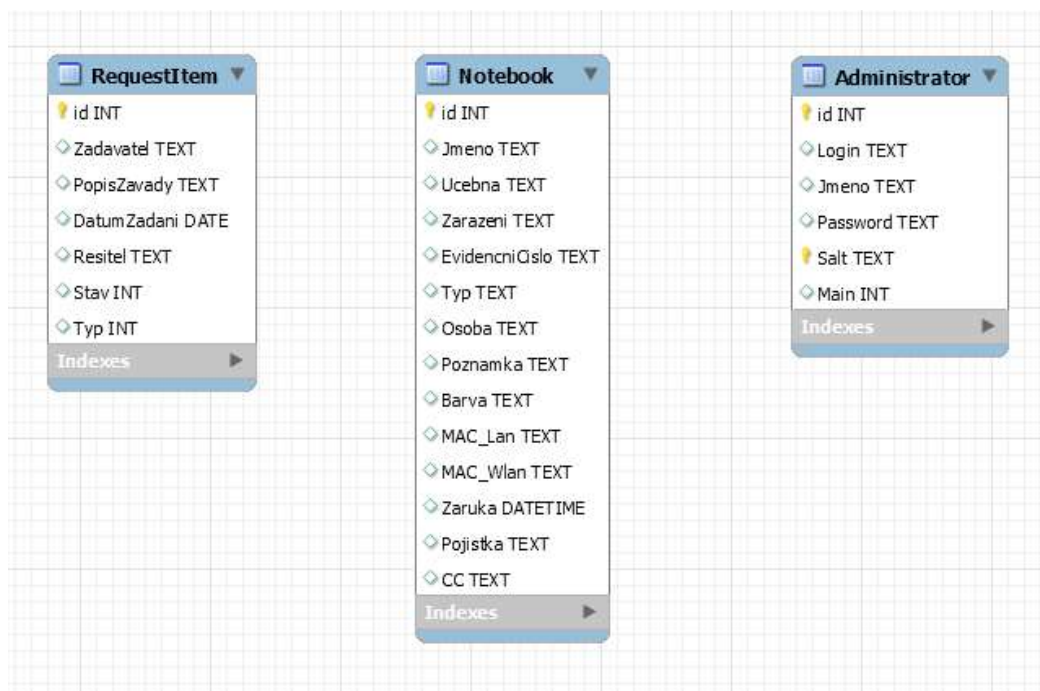 RequestItem
id INT
Zadavatel TEXT
PopisZavady TEXT
DatumZadani DATE
Resitel TEXT
Stav INT
Typ INT
Indexes
Notebook
id INT
Jmeno TEXT
Ucebna TEXT
Zarazeni TEXT
EvidencniCislo TEXT
Typ TEXT
Osoba TEXT
Poznamka TEXT
Barva TEXT
MAC_Lan TEXT
MAC_Wlan TEXT
Zaruka DATETIME
Pojistka TEXT
CC TEXT
Indexes
Administrator
id INT
Login TEXT
Jmeno TEXT
Password TEXT
Salt TEXT
Main INT
Indexes